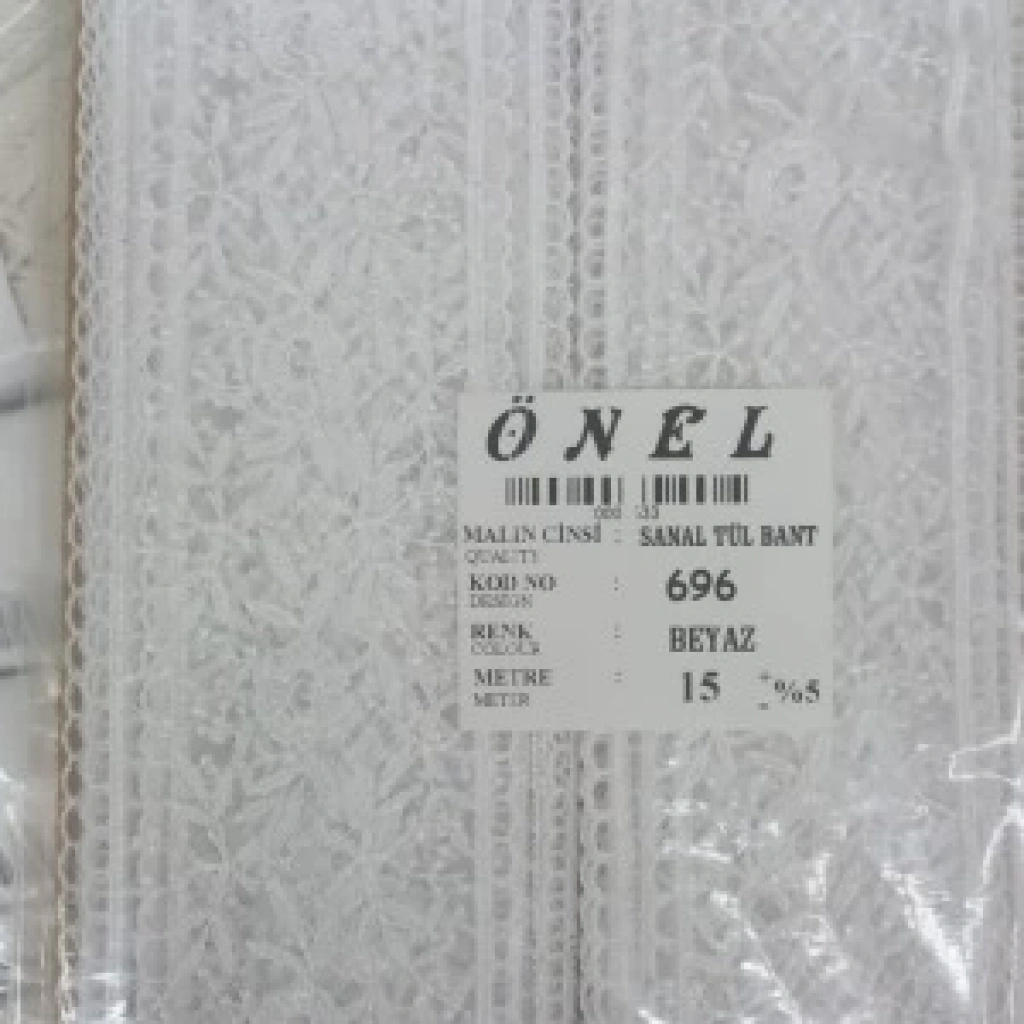 ÖNEL
MALIN CİNSİ : SANAL TÜL BANT
QUALITY
KOD NO : 696
DESIGN
RENK : BEYAZ
COLOUR
METRE : 15 +- %5
METER